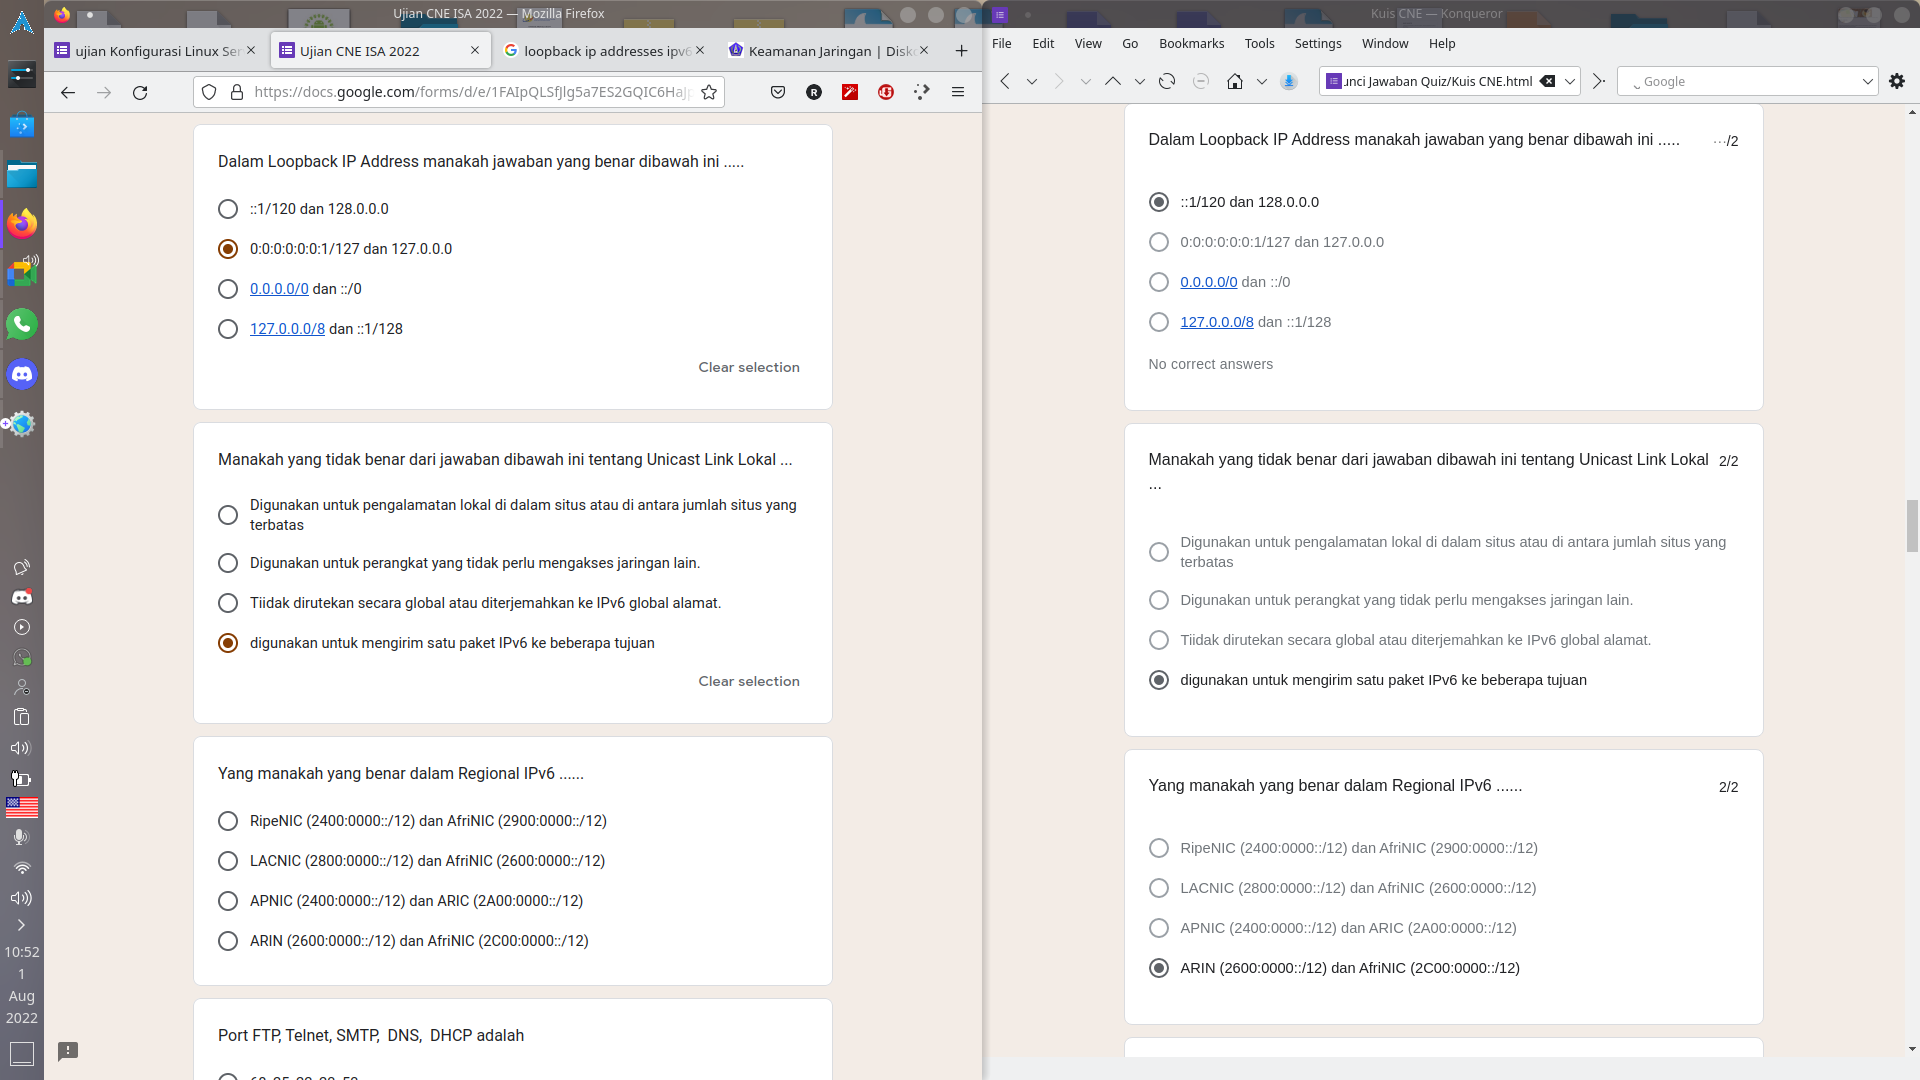 Ujian CNE ISA 2022 — Mozilla Firefox
ujian Konfigurasi Linux Ser
Ujian CNE ISA 2022
loopback ip addresses ipv6
Keamanan Jaringan | Disk
https://docs.google.com/forms/d/e/1FAIpQLSfJlg5a7ES2GQIC6HaJp
Dalam Loopback IP Address manakah jawaban yang benar dibawah ini .....
::1/120 dan 128.0.0.0
0:0:0:0:0:0:1/127 dan 127.0.0.0
0.0.0.0/0 dan ::/0
127.0.0.0/8 dan ::1/128
Clear selection
Manakah yang tidak benar dari jawaban dibawah ini tentang Unicast Link Lokal ...
Digunakan untuk pengalamatan lokal di dalam situs atau di antara jumlah situs yang
terbatas
Digunakan untuk perangkat yang tidak perlu mengakses jaringan lain.
Tiidak dirutekan secara global atau diterjemahkan ke IPv6 global alamat.
digunakan untuk mengirim satu paket IPv6 ke beberapa tujuan
Clear selection
Yang manakah yang benar dalam Regional IPv6 ......
RipeNIC (2400:0000::/12) dan AfriNIC (2900:0000::/12)
LACNIC (2800:0000::/12) dan AfriNIC (2600:0000::/12)
APNIC (2400:0000::/12) dan ARIC (2A00:0000::/12)
ARIN (2600:0000::/12) dan AfriNIC (2C00:0000::/12)
Port FTP, Telnet, SMTP,  DNS,  DHCP adalah
Kuis CNE — Konqueror
File Edit View Go Bookmarks Tools Settings Window Help
unci Jawaban Quiz/Kuis CNE.html
Google
Dalam Loopback IP Address manakah jawaban yang benar dibawah ini ..... ···/2
::1/120 dan 128.0.0.0
0:0:0:0:0:0:1/127 dan 127.0.0.0
0.0.0.0/0 dan ::/0
127.0.0.0/8 dan ::1/128
No correct answers
Manakah yang tidak benar dari jawaban dibawah ini tentang Unicast Link Lokal 2/2
...
Digunakan untuk pengalamatan lokal di dalam situs atau di antara jumlah situs yang
terbatas
Digunakan untuk perangkat yang tidak perlu mengakses jaringan lain.
Tiidak dirutekan secara global atau diterjemahkan ke IPv6 global alamat.
digunakan untuk mengirim satu paket IPv6 ke beberapa tujuan
Yang manakah yang benar dalam Regional IPv6 ...... 2/2
RipeNIC (2400:0000::/12) dan AfriNIC (2900:0000::/12)
LACNIC (2800:0000::/12) dan AfriNIC (2600:0000::/12)
APNIC (2400:0000::/12) dan ARIC (2A00:0000::/12)
ARIN (2600:0000::/12) dan AfriNIC (2C00:0000::/12)
10:52
1
Aug
2022